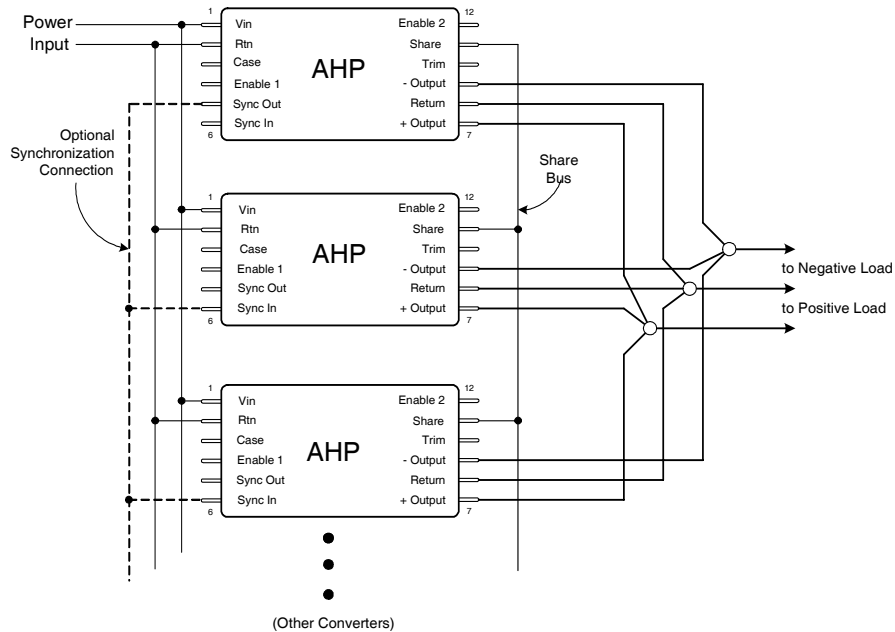 Power
Input
1
Vin
Rtn
Case
Enable 1
Sync Out
Sync In
6
AHP
12
Enable 2
Share
Trim
- Output
Return
+ Output
7
Optional
Synchronization
Connection
Share
Bus
1
Vin
Rtn
Case
Enable 1
Sync Out
Sync In
6
AHP
12
Enable 2
Share
Trim
- Output
Return
+ Output
7
to Negative Load
to Positive Load
1
Vin
Rtn
Case
Enable 1
Sync Out
Sync In
6
AHP
12
Enable 2
Share
Trim
- Output
Return
+ Output
7
(Other Converters)